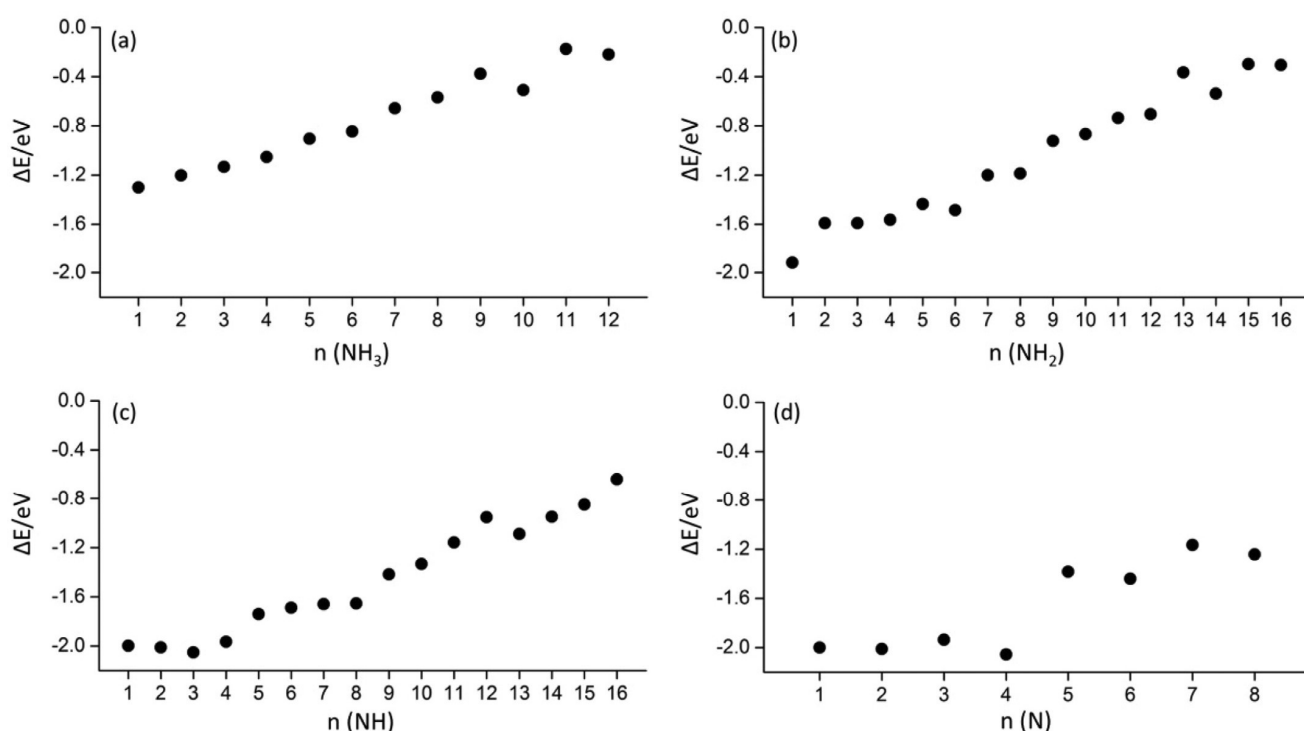 (a)
ΔE/eV
0.0
-0.4
-0.8
-1.2
-1.6
-2.0
1 2 3 4 5 6 7 8 9 10 11 12
n (NH₃)
(b)
ΔE/eV
0.0
-0.4
-0.8
-1.2
-1.6
-2.0
1 2 3 4 5 6 7 8 9 10 11 12 13 14 15 16
n (NH₂)
(c)
ΔE/eV
0.0
-0.4
-0.8
-1.2
-1.6
-2.0
1 2 3 4 5 6 7 8 9 10 11 12 13 14 15 16
n (NH)
(d)
ΔE/eV
0.0
-0.4
-0.8
-1.2
-1.6
-2.0
1 2 3 4 5 6 7 8
n (N)